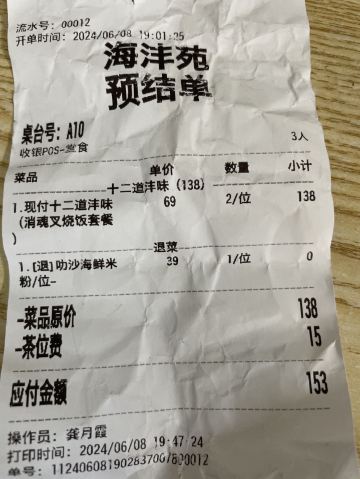 流水号：00012
开单时间：2024/06/08 19:01:25
海沣苑
预结单
桌台号：A10 3人
收银POS-堂食
菜品 单价 数量 小计
十二道沣味（138）
1.现付十二道沣味 69 2/位 138
（消魂叉烧饭套餐
）
退菜
1.[退]叻沙海鲜米 39 1/位 0
粉/位-
-菜品原价 138
-茶位费 15
应付金额 153
操作员：龚月霞
打印时间：2024/06/08 19:47:24